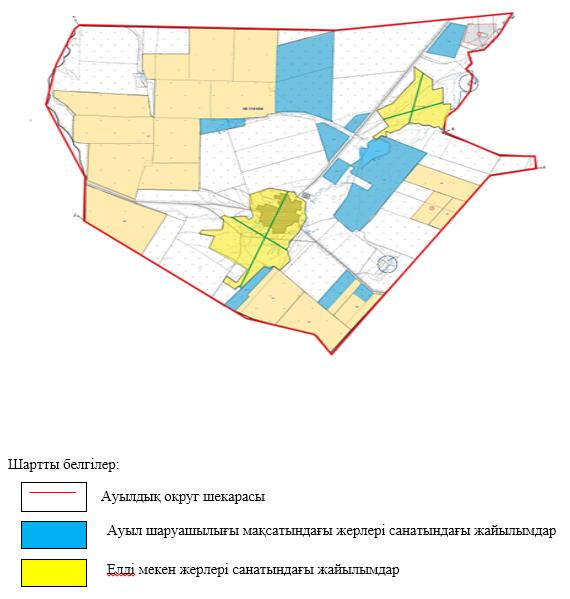 Шартты белгілер:
Ауылдық округ шекарасы
Ауыл шаруашылығы мақсатындағы жерлері санатындағы жайылымдар
Елді мекен жерлері санатындағы жайылымдар